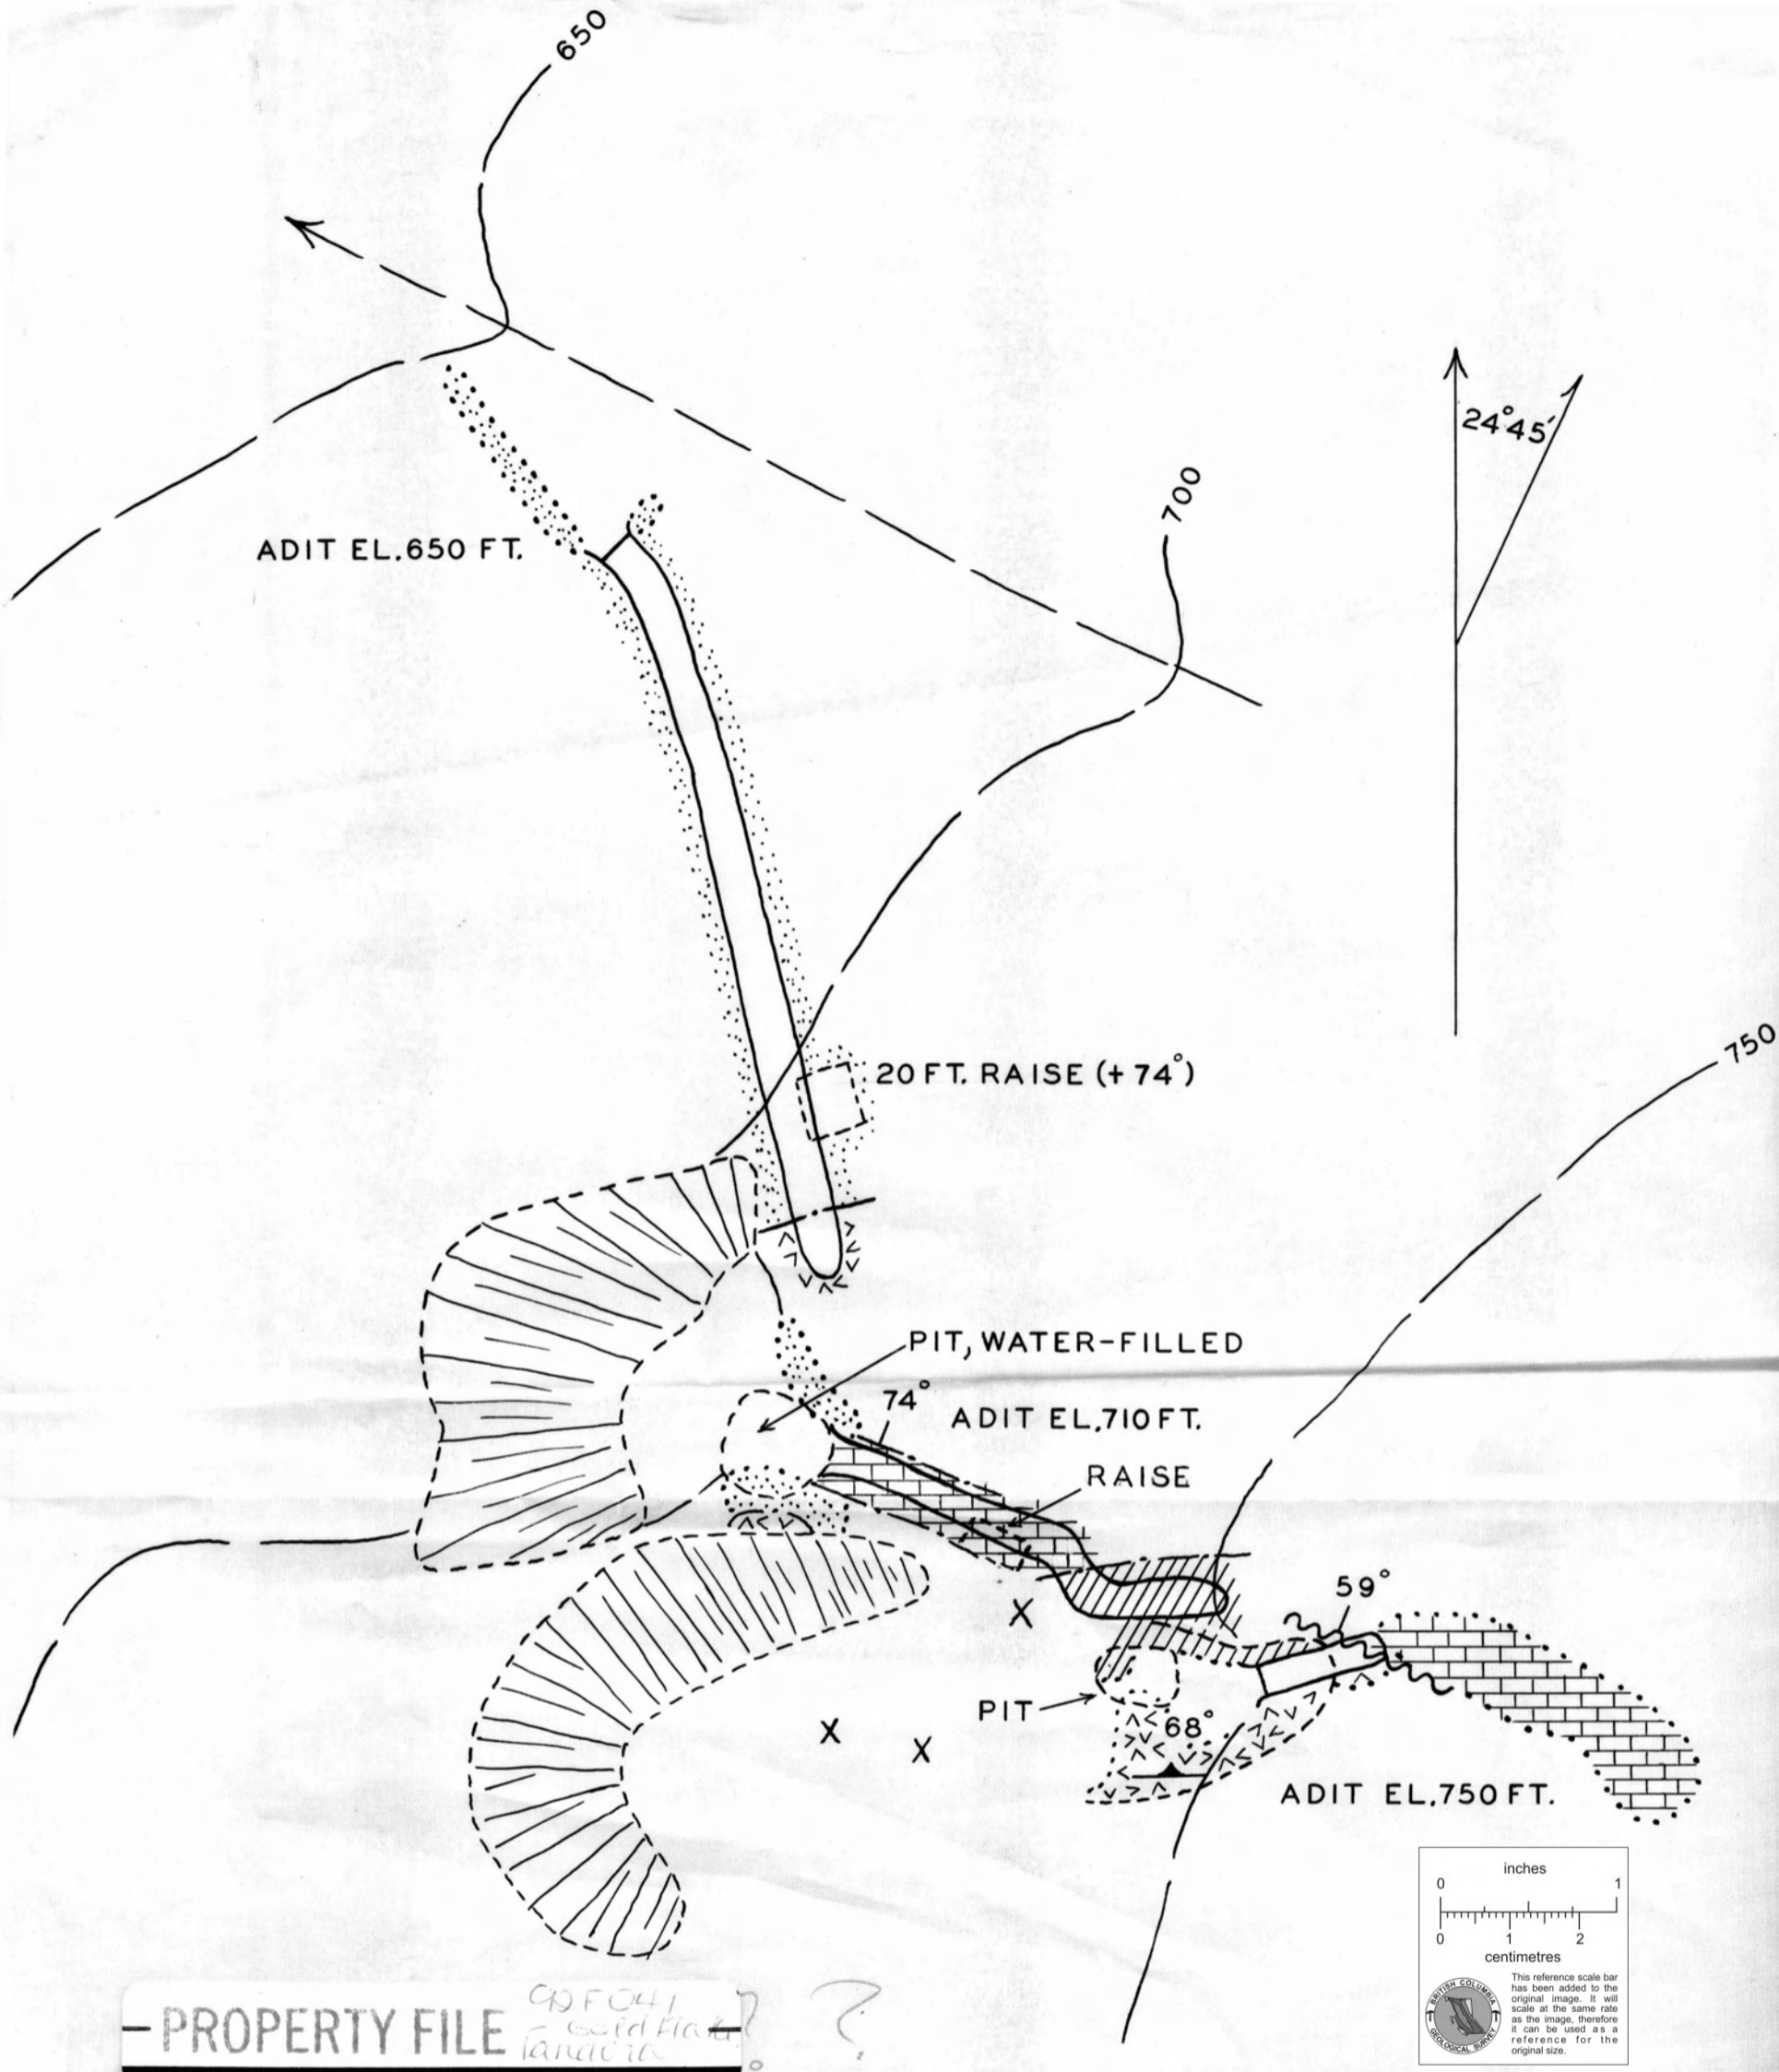 650
ADIT EL. 650 FT.
24°45'
700
20 FT. RAISE (+74°)
750
PIT, WATER-FILLED
74°
ADIT EL. 710 FT.
RAISE
X
59°
PIT
68°
X
X
ADIT EL. 750 FT.
inches
0 1
0 1 2
centimetres
BRITISH COLUMBIA
GEOLOGICAL SURVEY
This reference scale bar
has been added to the
original image. It will
scale at the same rate
as the image, therefore
it can be used as a
reference for the
original size.
PROPERTY FILE
? ?